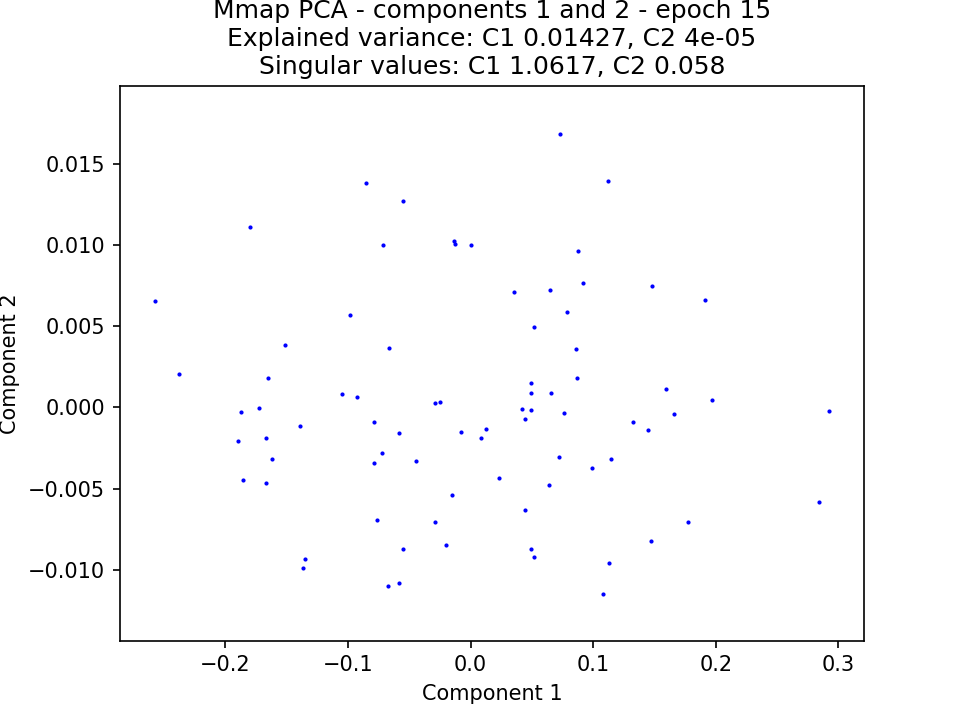 Mmap PCA - components 1 and 2 - epoch 15
Explained variance: C1 0.01427, C2 4e-05
Singular values: C1 1.0617, C2 0.058
Component 2
0.015
0.010
0.005
0.000
−0.005
−0.010
−0.2
−0.1
0.0
0.1
0.2
0.3
Component 1